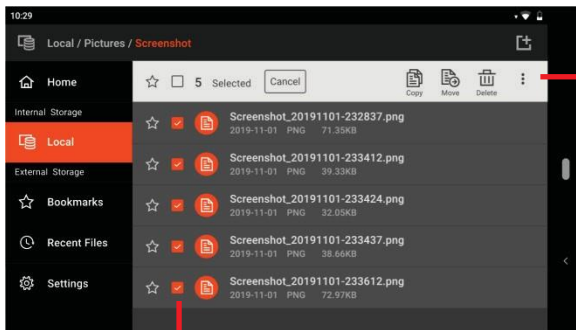 10:29
Local / Pictures / Screenshot
Home
5 Selected Cancel
Copy Move Delete
Internal Storage
Screenshot_20191101-232837.png
2019-11-01 PNG 71.35KB
Local
Screenshot_20191101-233412.png
2019-11-01 PNG 39.33KB
External Storage
Bookmarks
Screenshot_20191101-233424.png
2019-11-01 PNG 32.05KB
Recent Files
Screenshot_20191101-233437.png
2019-11-01 PNG 38.66KB
Settings
Screenshot_20191101-233612.png
2019-11-01 PNG 72.97KB